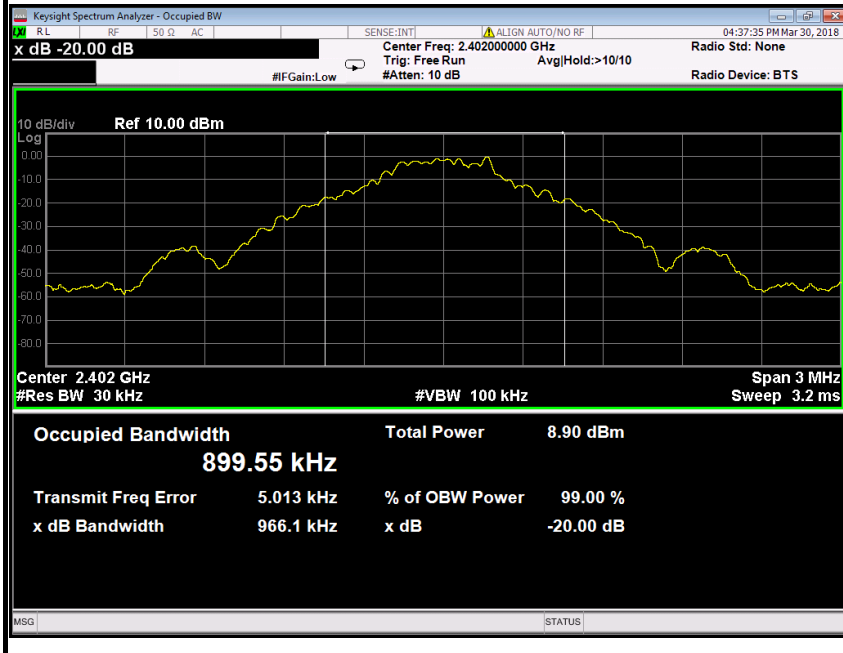 Keysight Spectrum Analyzer - Occupied BW
LXI RL RF 50 Ω AC SENSE:INT ALIGN AUTO/NO RF 04:37:35 PM Mar 30, 2018
x dB -20.00 dB
Center Freq: 2.402000000 GHz Radio Std: None
Trig: Free Run Avg|Hold:>10/10
#IFGain:Low #Atten: 10 dB Radio Device: BTS
10 dB/div Ref 10.00 dBm
Log
0.00
-10.0
-20.0
-30.0
-40.0
-50.0
-60.0
-70.0
-80.0
Center 2.402 GHz Span 3 MHz
#Res BW 30 kHz #VBW 100 kHz Sweep 3.2 ms
Occupied Bandwidth Total Power 8.90 dBm
899.55 kHz
Transmit Freq Error 5.013 kHz % of OBW Power 99.00 %
x dB Bandwidth 966.1 kHz x dB -20.00 dB
MSG STATUS